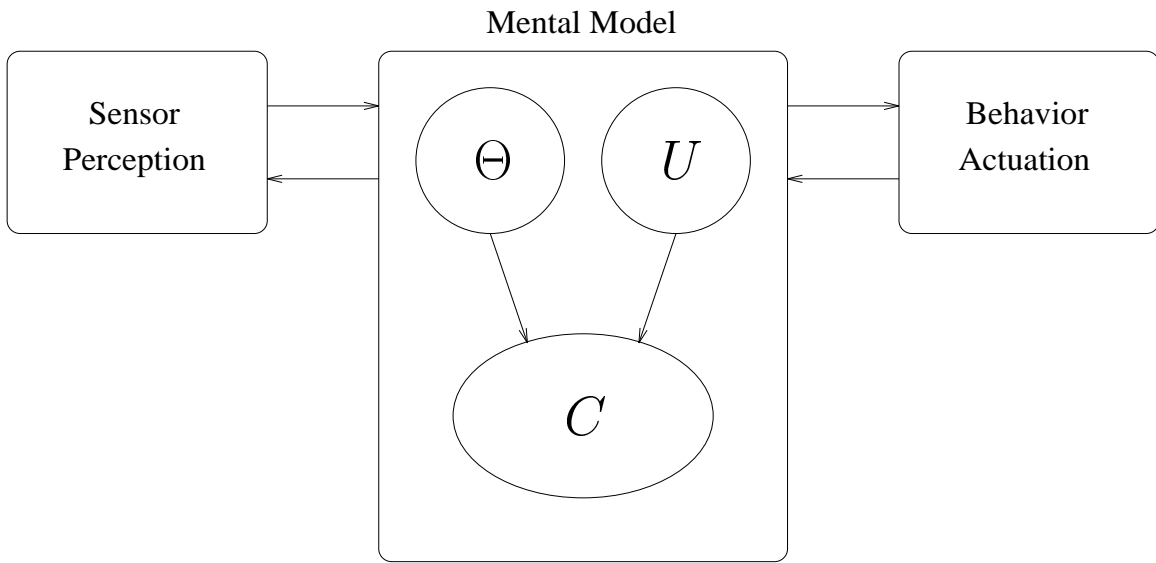 Mental Model
Sensor
Perception
Θ
U
Behavior
Actuation
C